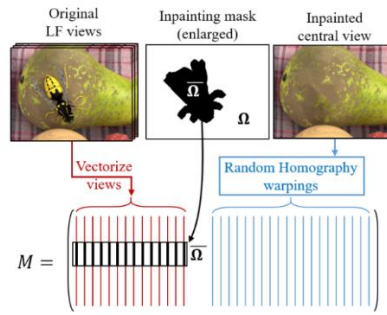 Original
LF views
Inpainting mask
(enlarged)
Inpainted
central view
Ω̅
Ω
Vectorize
views
Random Homography
warpings
Ω̅
M =